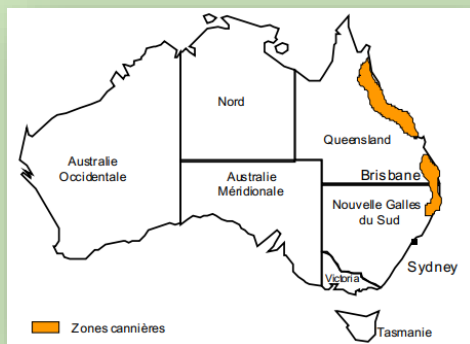 Nord
Queensland
Australie
Occidentale
Australie
Méridionale
Brisbane
Nouvelle Galles
du Sud
Sydney
Victoria
Zones cannières
Tasmanie